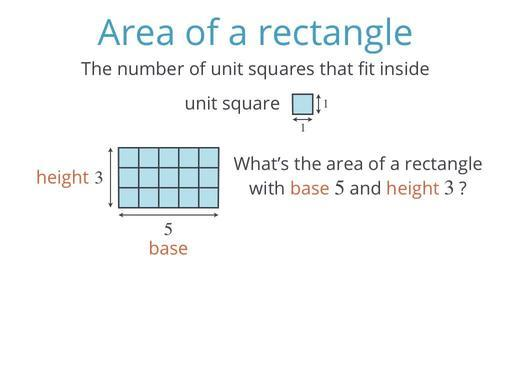 Area of a rectangle
The number of unit squares that fit inside
unit square
1
1
height 3
What's the area of a rectangle
with base 5 and height 3 ?
5
base